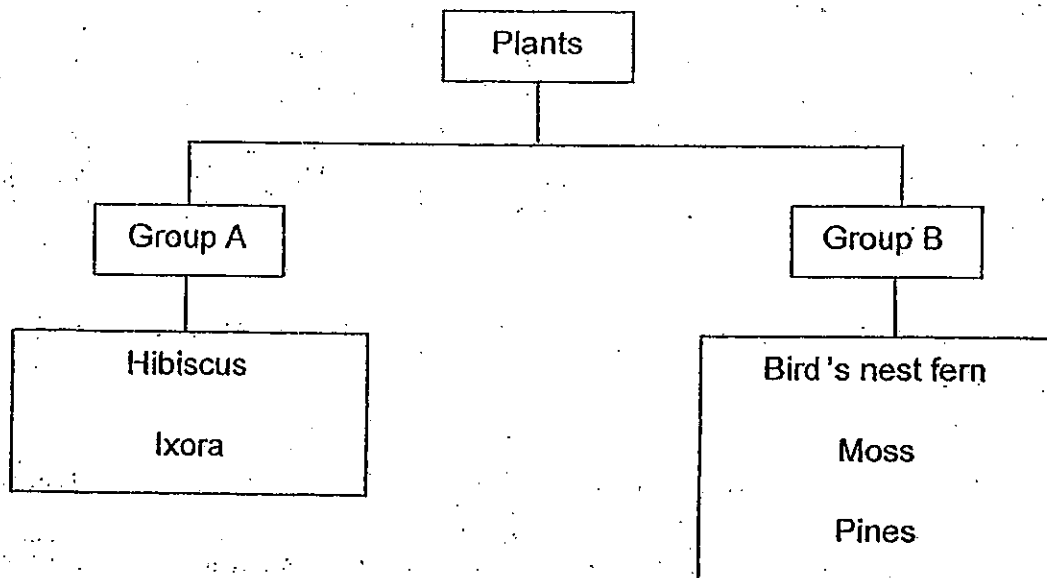 Plants
Group A
Group B
Hibiscus
Ixora
Bird's nest fern
Moss
Pines